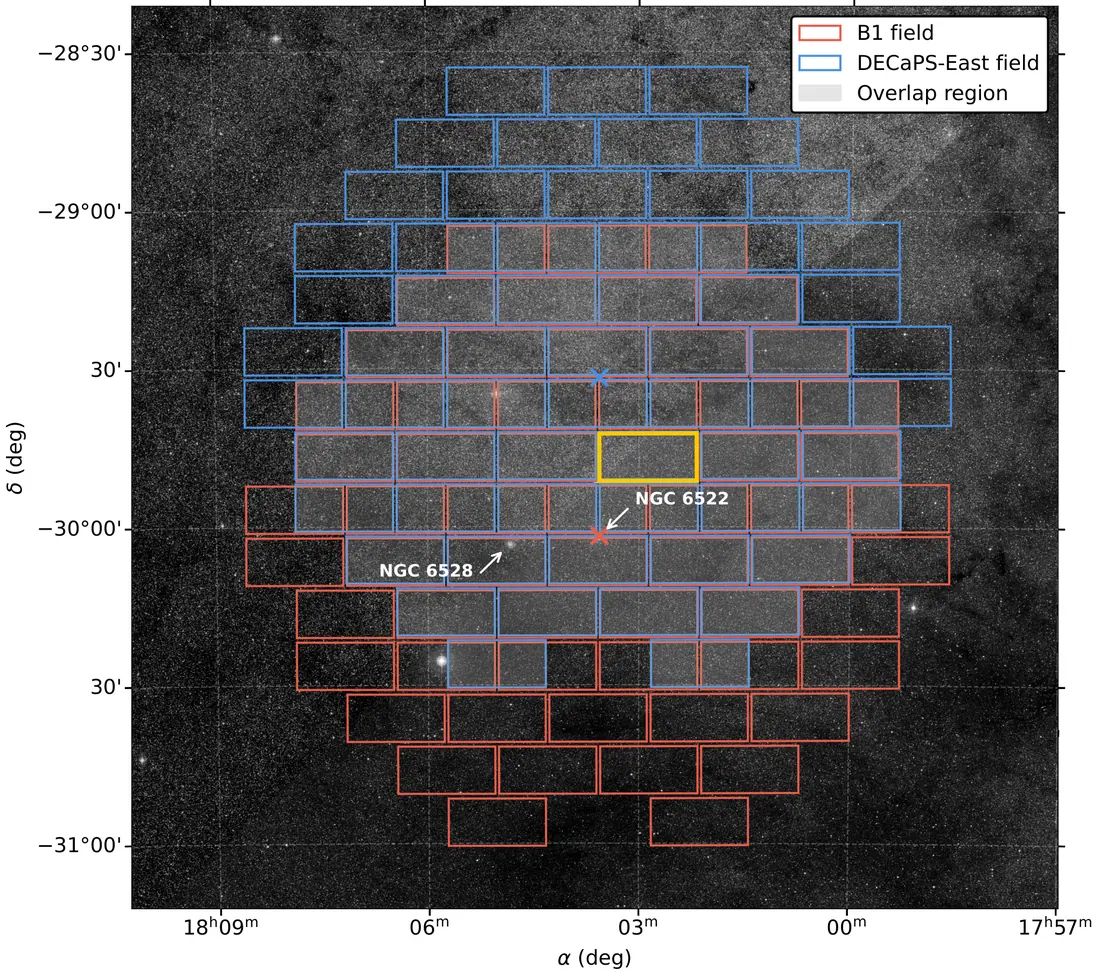 B1 field
DECaPS-East field
Overlap region
−28°30'
−29°00'
30'
−30°00'
30'
−31°00'
δ (deg)
NGC 6522
NGC 6528
18ʰ09ᵐ
06ᵐ
03ᵐ
00ᵐ
17ʰ57ᵐ
α (deg)